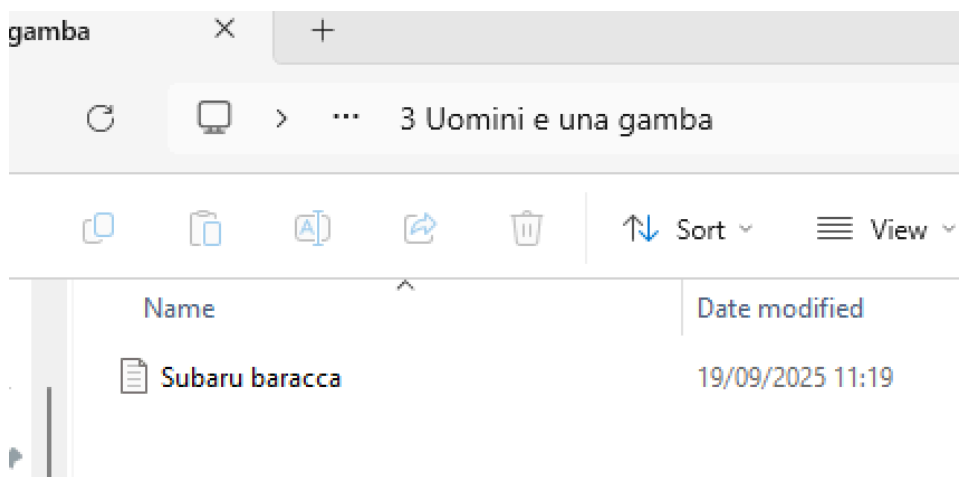 gamba
3 Uomini e una gamba
Sort
View
Name
Date modified
Subaru baracca
19/09/2025 11:19